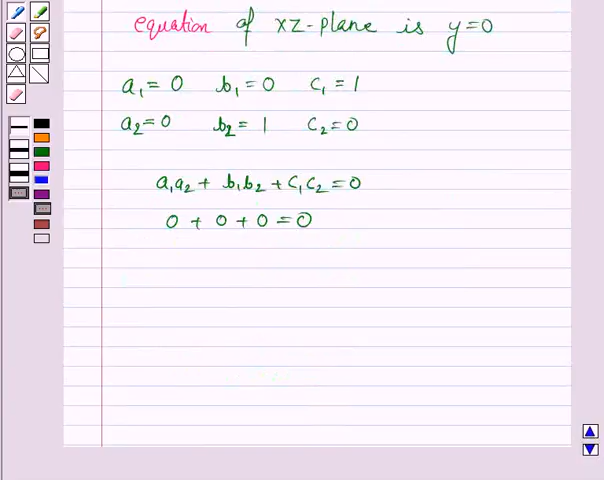 equation of xz-plane is y=0
a₁=0 b₁=0 c₁=1
a₂=0 b₂=1 c₂=0
a₁a₂+ b₁b₂+c₁c₂=0
0 + 0 + 0 = 0